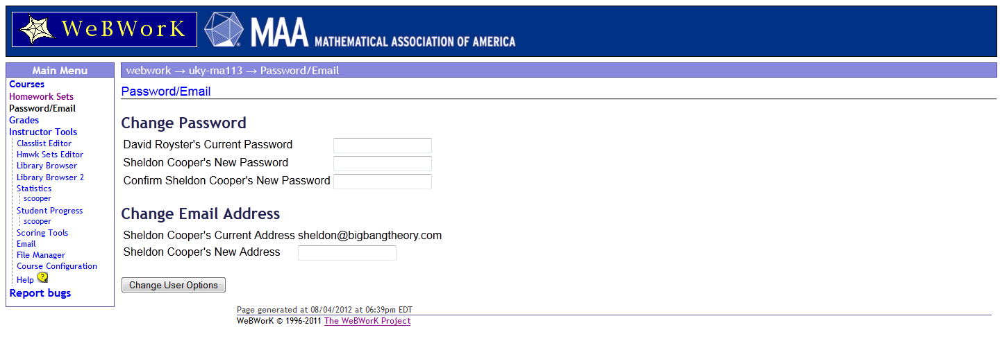 WeBWorK MAA MATHEMATICAL ASSOCIATION OF AMERICA
Main Menu
Courses
Homework Sets
Password/Email
Grades
Instructor Tools
Classlist Editor
Hmwk Sets Editor
Library Browser
Library Browser 2
Statistics
scooper
Student Progress
scooper
Scoring Tools
Email
File Manager
Course Configuration
Help ?
Report bugs
webwork → uky-ma113 → Password/Email
Password/Email
Change Password
David Royster's Current Password
Sheldon Cooper's New Password
Confirm Sheldon Cooper's New Password
Change Email Address
Sheldon Cooper's Current Address sheldon@bigbangtheory.com
Sheldon Cooper's New Address
Change User Options
Page generated at 08/04/2012 at 06:39pm EDT
WeBWorK © 1996-2011 The WeBWorK Project